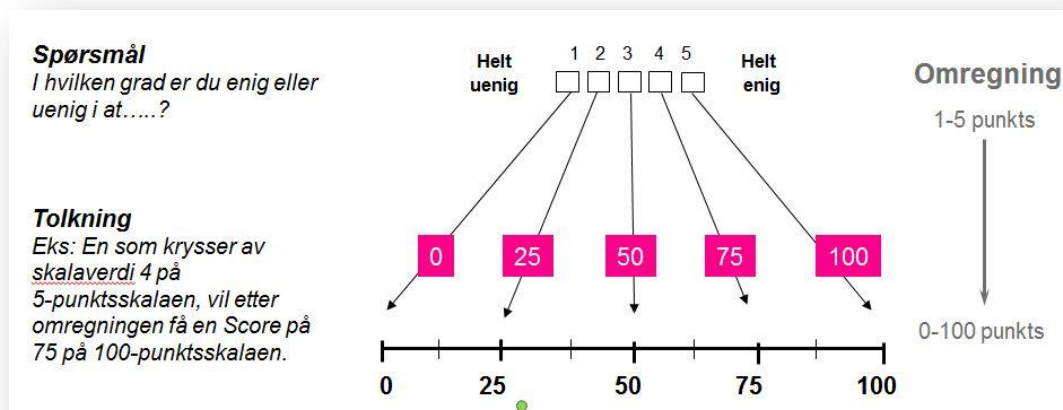 Spørsmål
I hvilken grad er du enig eller
uenig i at.....?
Helt
uenig
1 2 3 4 5
Helt
enig
Omregning
1-5 punkts
Tolkning
Eks: En som krysser av
skalaverdi 4 på
5-punktsskalaen, vil etter
omregningen få en Score på
75 på 100-punktsskalaen.
0 25 50 75 100
0-100 punkts
0 25 50 75 100